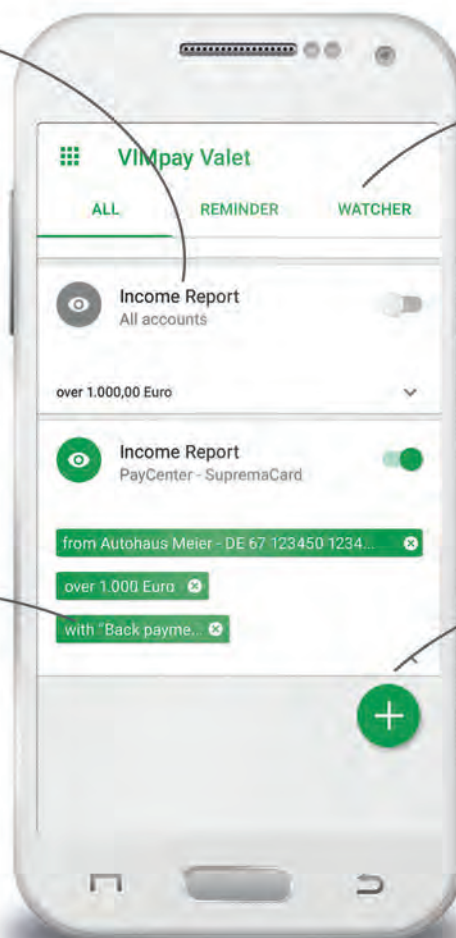 VIMpay Valet
ALL REMINDER WATCHER
Income Report
All accounts
over 1.000,00 Euro
Income Report
PayCenter - SupremaCard
from Autohaus Meier - DE 67 123450 1234...
over 1.000 Euro
with "Back payme...